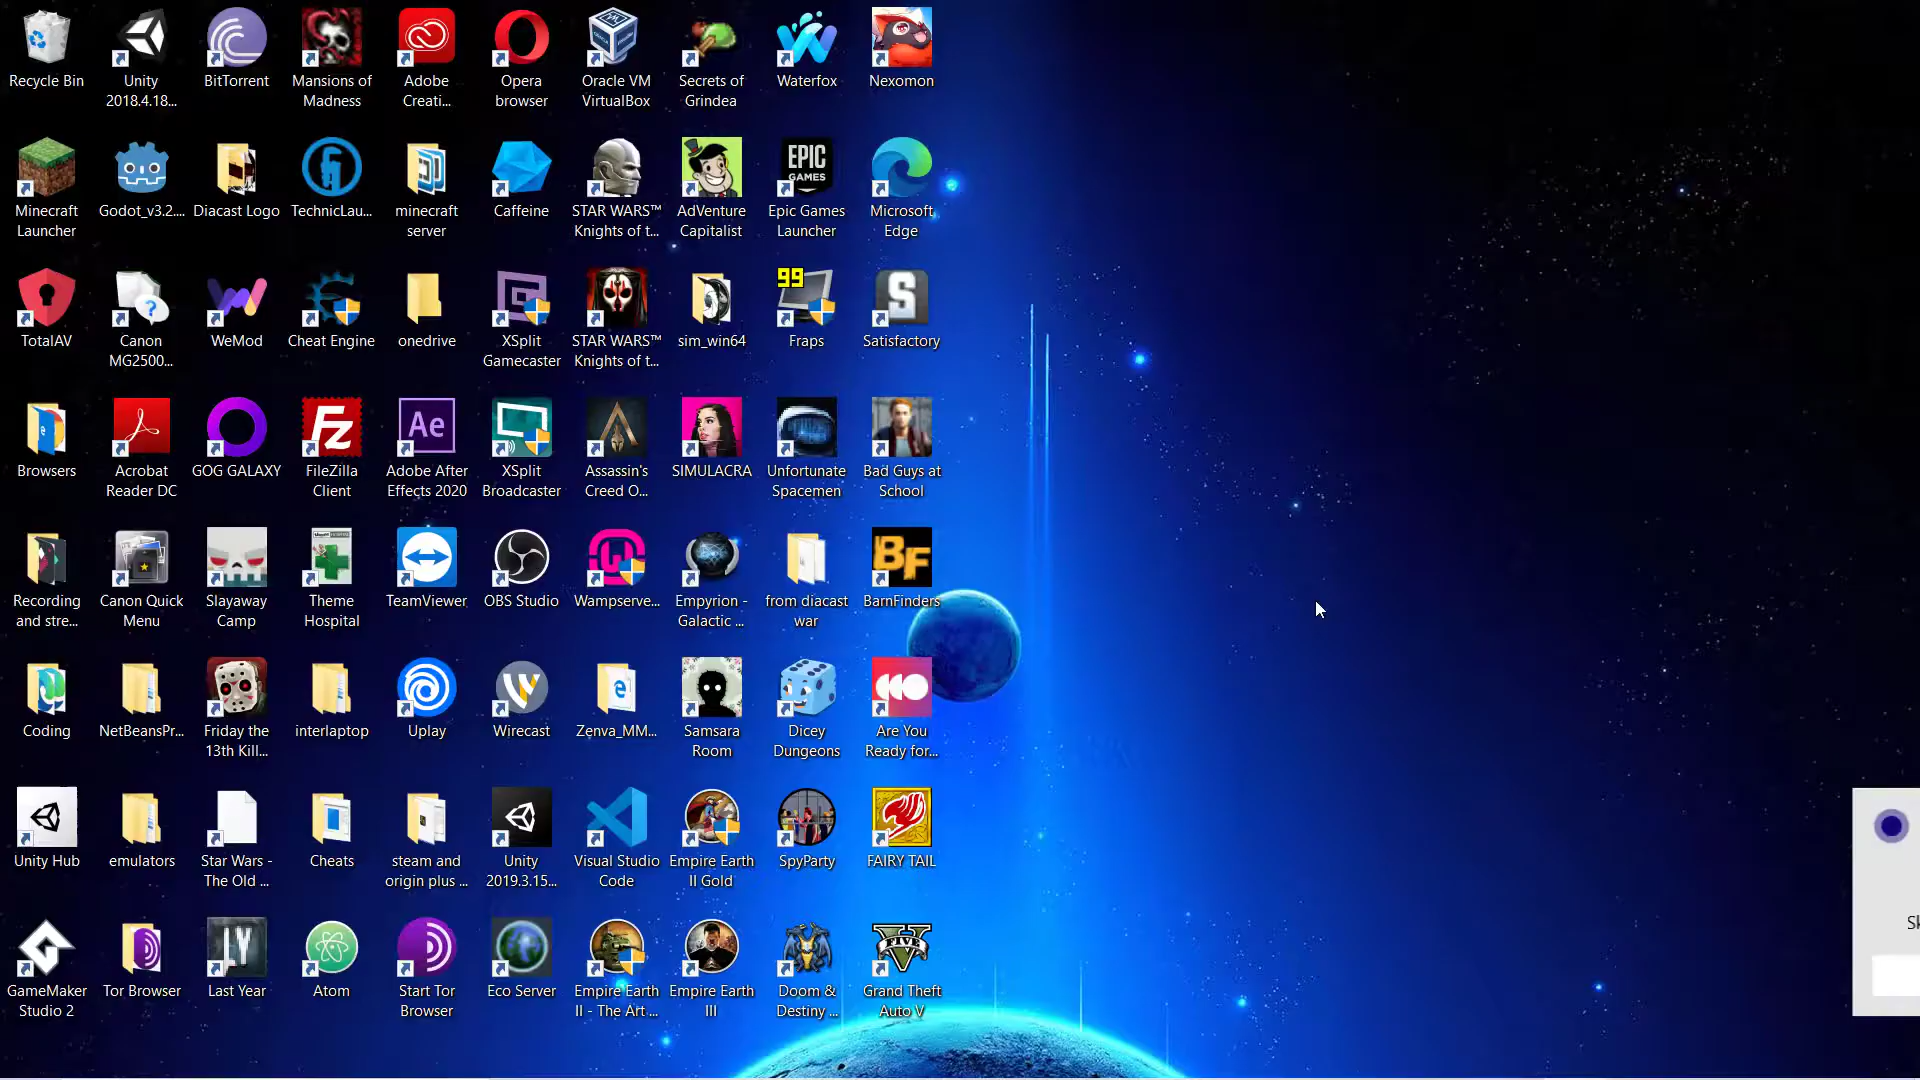 Recycle Bin
Unity
2018.4.18...
BitTorrent
Mansions of
Madness
Adobe
Creati...
Opera
browser
Oracle VM
VirtualBox
Secrets of
Grindea
Waterfox
Nexomon
EPIC
GAMES
Minecraft
Launcher
Godot_v3.2....
Diacast Logo
TechnicLau...
minecraft
server
Caffeine
STAR WARS™
Knights of t...
AdVenture
Capitalist
Epic Games
Launcher
Microsoft
Edge
99
S
TotalAV
Canon
MG2500...
WeMod
Cheat Engine
onedrive
XSplit
Gamecaster
STAR WARS™
Knights of t...
sim_win64
Fraps
Satisfactory
Fz
Ae
Browsers
Acrobat
Reader DC
GOG GALAXY
FileZilla
Client
Adobe After
Effects 2020
XSplit
Broadcaster
Assassin's
Creed O...
SIMULACRA
Unfortunate
Spacemen
Bad Guys at
School
BF
Recording
and stre...
Canon Quick
Menu
Slayaway
Camp
Theme
Hospital
TeamViewer
OBS Studio
Wampserve...
Empyrion -
Galactic ...
from diacast
war
BarnFinders
Coding
NetBeansPr...
Friday the
13th Kill...
interlaptop
Uplay
Wirecast
Zenva_MM...
Samsara
Room
Dicey
Dungeons
Are You
Ready for...
Unity Hub
emulators
Star Wars -
The Old ...
Cheats
steam and
origin plus ...
Unity
2019.3.15...
Visual Studio
Code
Empire Earth
II Gold
SpyParty
FAIRY TAIL
LY
FIVE
GameMaker
Studio 2
Tor Browser
Last Year
Atom
Start Tor
Browser
Eco Server
Empire Earth
II - The Art ...
Empire Earth
III
Doom &
Destiny ...
Grand Theft
Auto V